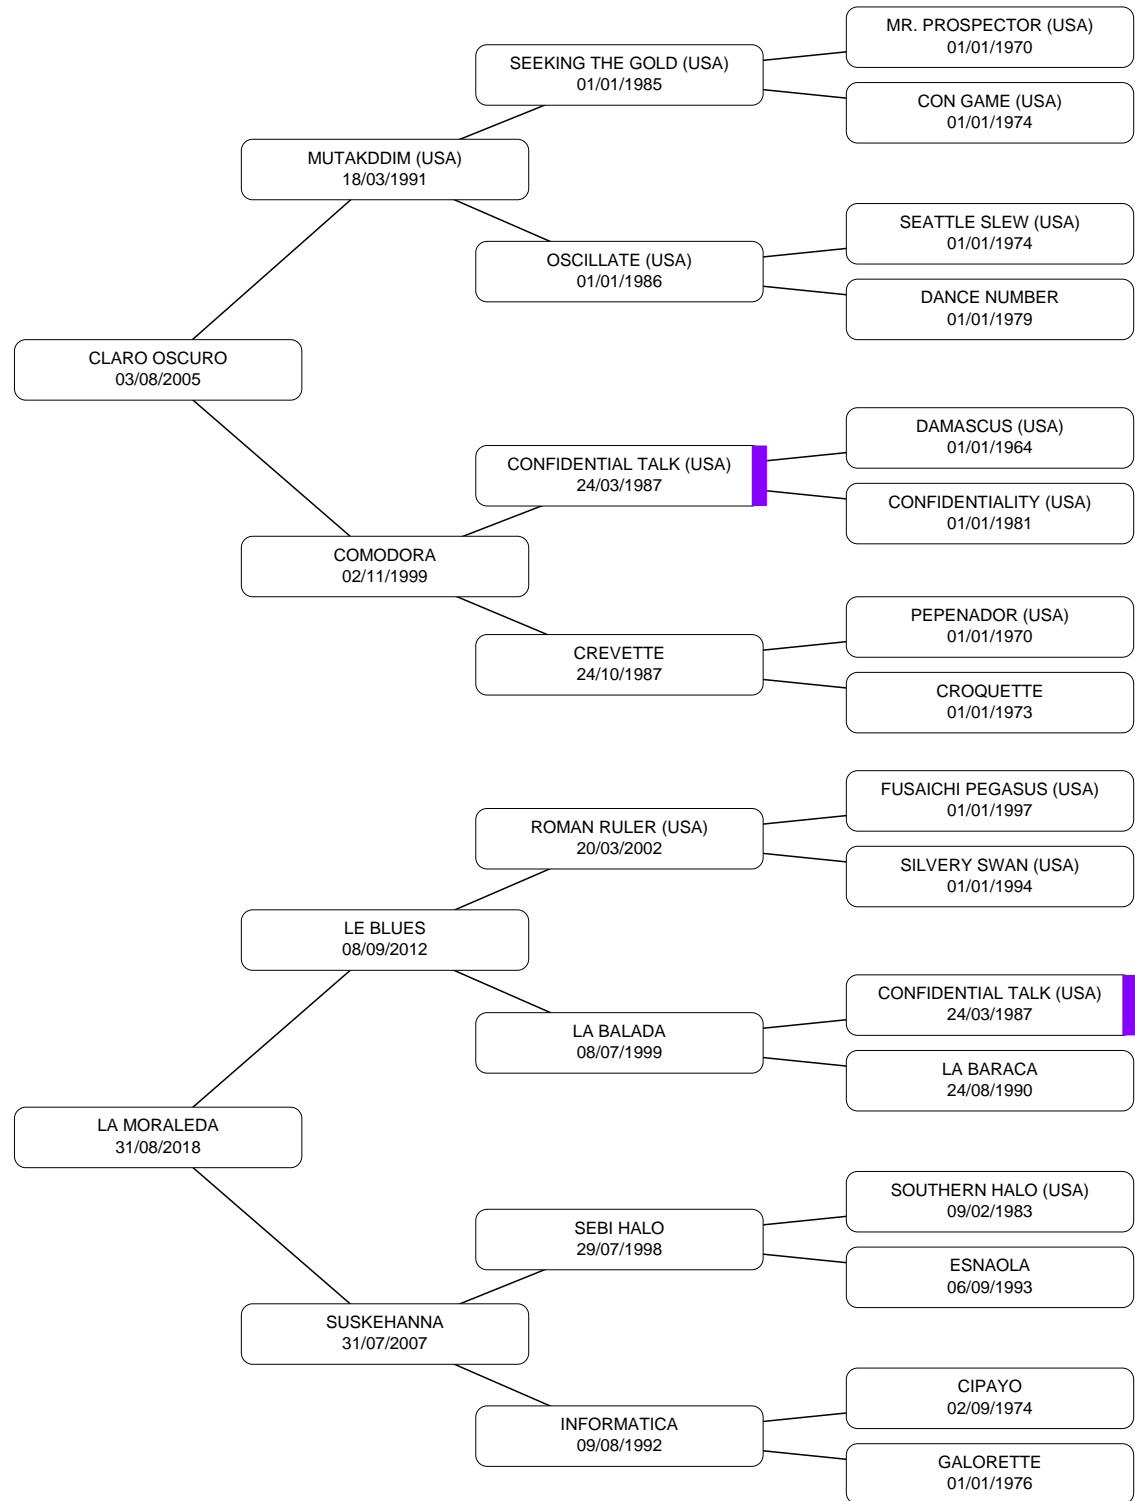 MR. PROSPECTOR (USA)
01/01/1970
SEEKING THE GOLD (USA)
01/01/1985
CON GAME (USA)
01/01/1974
MUTAKDDIM (USA)
18/03/1991
SEATTLE SLEW (USA)
01/01/1974
OSCILLATE (USA)
01/01/1986
DANCE NUMBER
01/01/1979
CLARO OSCURO
03/08/2005
DAMASCUS (USA)
01/01/1964
CONFIDENTIAL TALK (USA)
24/03/1987
CONFIDENTIALITY (USA)
01/01/1981
COMODORA
02/11/1999
PEPENADOR (USA)
01/01/1970
CREVETTE
24/10/1987
CROQUETTE
01/01/1973
FUSAICHI PEGASUS (USA)
01/01/1997
ROMAN RULER (USA)
20/03/2002
SILVERY SWAN (USA)
01/01/1994
LE BLUES
08/09/2012
CONFIDENTIAL TALK (USA)
24/03/1987
LA BALADA
08/07/1999
LA BARACA
24/08/1990
LA MORALEDA
31/08/2018
SOUTHERN HALO (USA)
09/02/1983
SEBI HALO
29/07/1998
ESNAOLA
06/09/1993
SUSKEHANNA
31/07/2007
CIPAYO
02/09/1974
INFORMATICA
09/08/1992
GALORETTE
01/01/1976